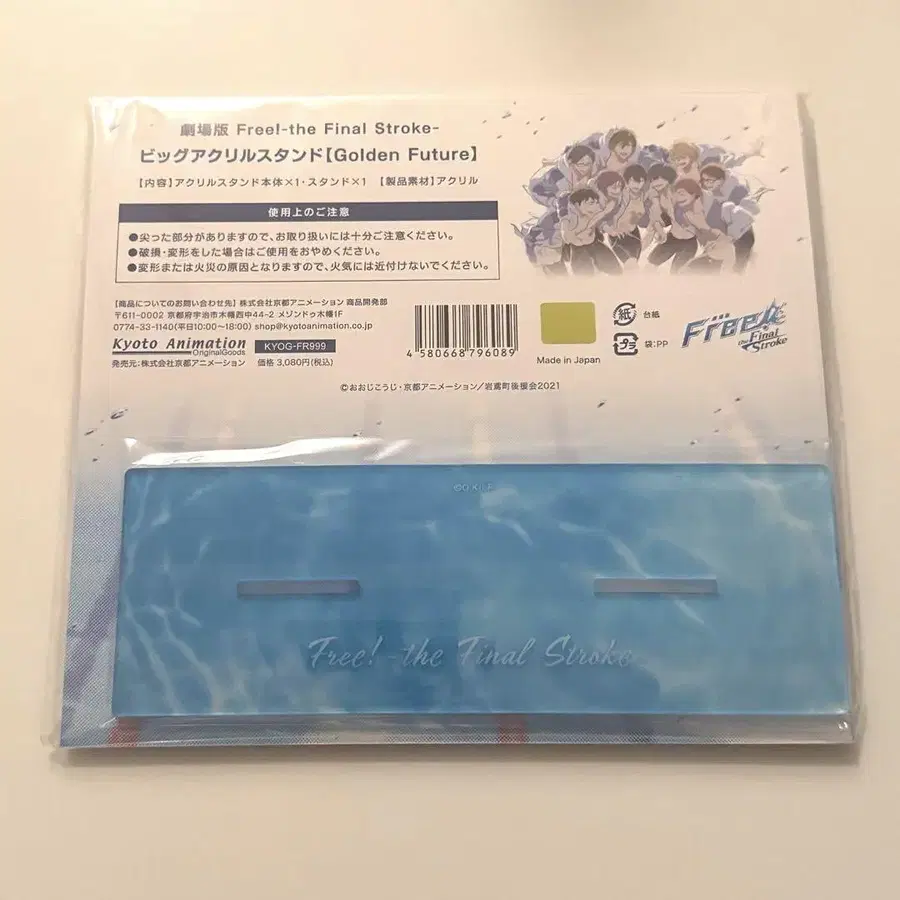 劇場版 Free!-the Final Stroke-
ビッグアクリルスタンド【Golden Future】
【内容】アクリルスタンド本体×1・スタンド×1 【製品素材】アクリル
使用上のご注意
●尖った部分がありますので、お取り扱いには十分ご注意ください。
●破損・変形をした場合はご使用をおやめください。
●変形または火災の原因となりますので、火気には近付けないでください。
【商品についてのお問い合わせ先】 株式会社京都アニメーション 商品開発部
〒611-0002 京都府宇治市木幡西中44-2 メゾンドゥ木幡1F
0774-33-1140(平日10:00～18:00) shop@kyotoanimation.co.jp
Kyoto Animation
OriginalGoods
KYOG-FR999
発売元:株式会社京都アニメーション 価格 3,080円(税込)
4 580668 796089
Made in Japan
紙 台紙
プラ 袋:PP
Free!
the Final Stroke
©おおじこうじ・京都アニメーション/岩鳶町後援会2021
Free! -the Final Stroke-